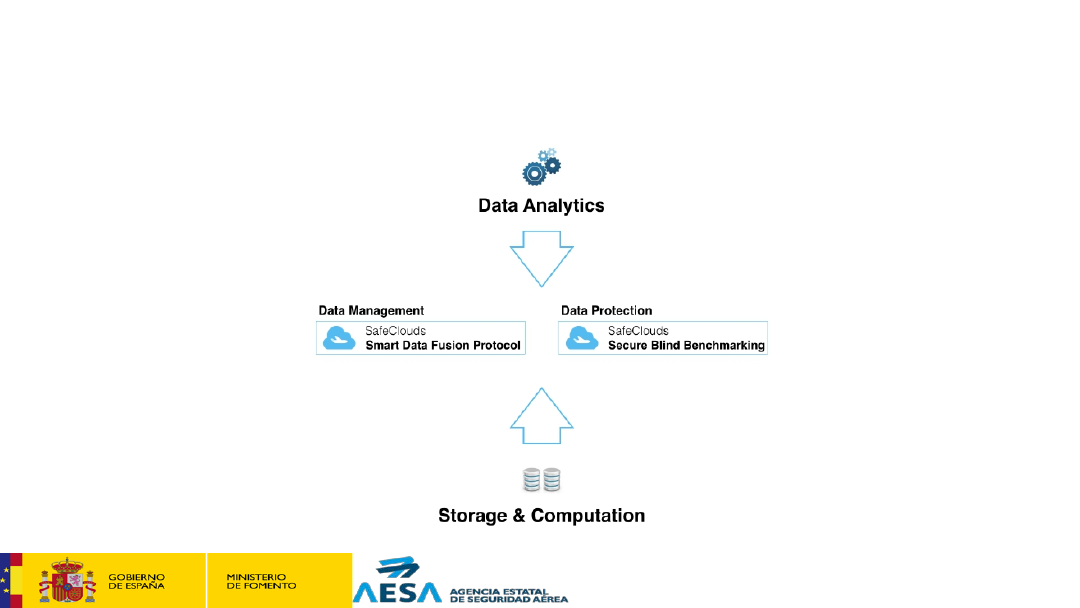 Data Analytics
Data Management
SafeClouds
Smart Data Fusion Protocol
Data Protection
SafeClouds
Secure Blind Benchmarking
Storage & Computation
GOBIERNO
DE ESPAÑA
MINISTERIO
DE FOMENTO
AESA
AGENCIA ESTATAL
DE SEGURIDAD AÉREA